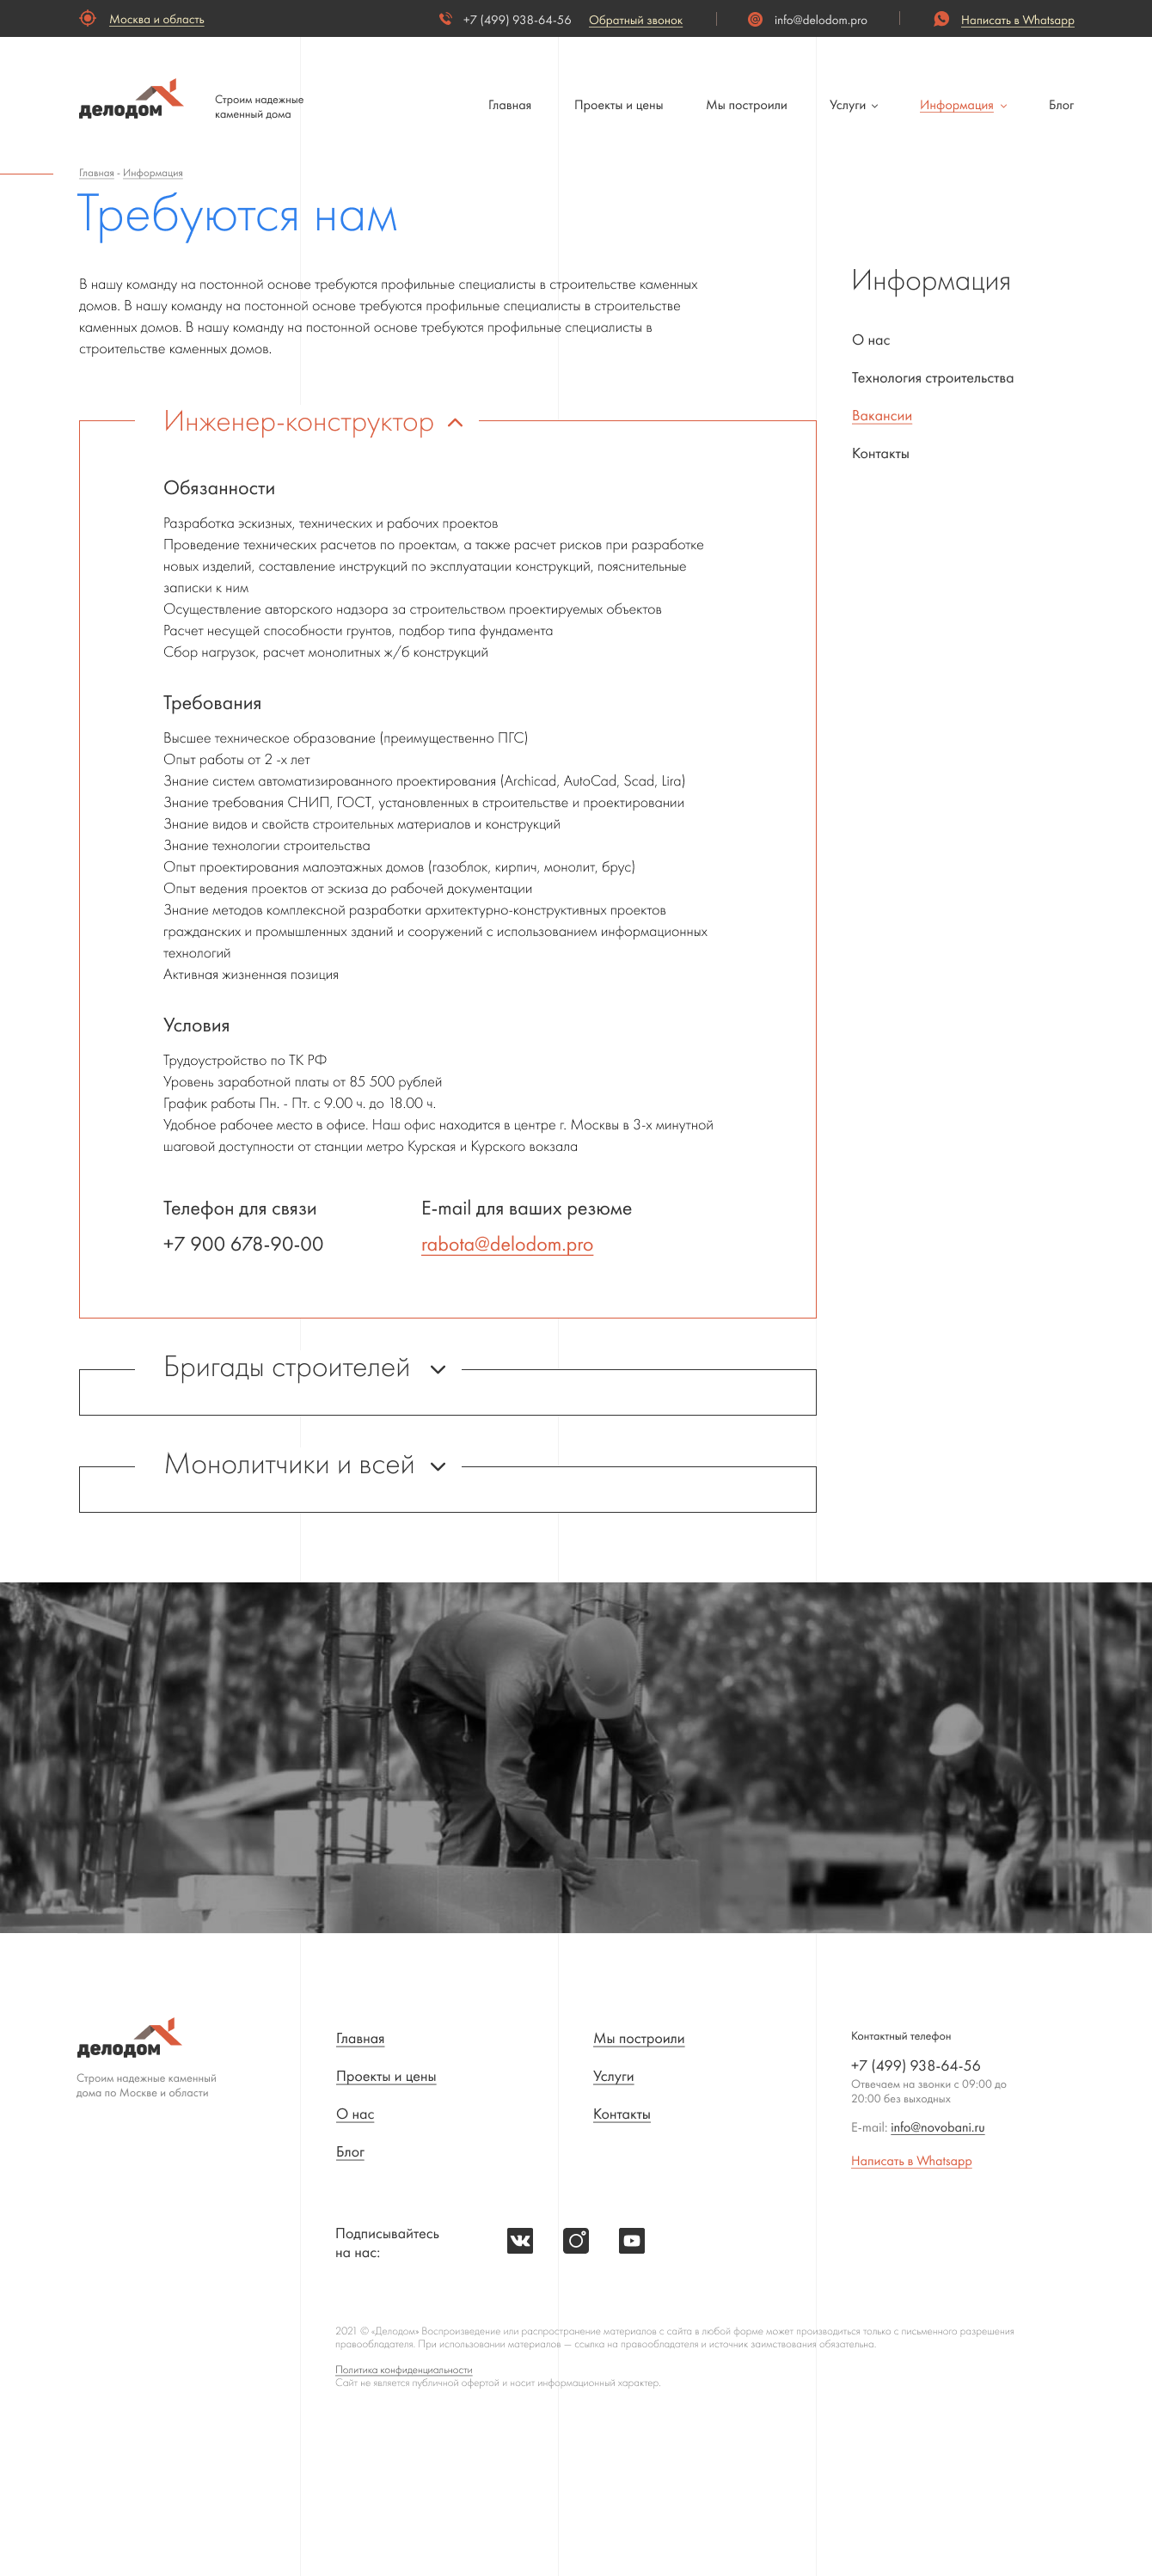 Москва и область
+7 (499) 938-64-56 Обратный звонок
info@delodom.pro
Написать в Whatsapp
делодом
Строим надежные
каменный дома
Главная Проекты и цены Мы построили Услуги Информация Блог
Главная - Информация
Требуются нам
В нашу команду на постонной основе требуются профильные специалисты в строительстве каменных
домов. В нашу команду на постонной основе требуются профильные специалисты в строительстве
каменных домов. В нашу команду на постонной основе требуются профильные специалисты в
строительстве каменных домов.
Информация
О нас
Технология строительства
Вакансии
Контакты
Инженер-конструктор
Обязанности
Разработка эскизных, технических и рабочих проектов
Проведение технических расчетов по проектам, а также расчет рисков при разработке
новых изделий, составление инструкций по эксплуатации конструкций, пояснительные
записки к ним
Осуществление авторского надзора за строительством проектируемых объектов
Расчет несущей способности грунтов, подбор типа фундамента
Сбор нагрузок, расчет монолитных ж/б конструкций
Требования
Высшее техническое образование (преимущественно ПГС)
Опыт работы от 2 -х лет
Знание систем автоматизированного проектирования (Archicad, AutoCad, Scad, Lira)
Знание требования СНИП, ГОСТ, установленных в строительстве и проектировании
Знание видов и свойств строительных материалов и конструкций
Знание технологии строительства
Опыт проектирования малоэтажных домов (газоблок, кирпич, монолит, брус)
Опыт ведения проектов от эскиза до рабочей документации
Знание методов комплексной разработки архитектурно-конструктивных проектов
гражданских и промышленных зданий и сооружений с использованием информационных
технологий
Активная жизненная позиция
Условия
Трудоустройство по ТК РФ
Уровень заработной платы от 85 500 рублей
График работы Пн. - Пт. с 9.00 ч. до 18.00 ч.
Удобное рабочее место в офисе. Наш офис находится в центре г. Москвы в 3-х минутной
шаговой доступности от станции метро Курская и Курского вокзала
Телефон для связи
+7 900 678-90-00
E-mail для ваших резюме
rabota@delodom.pro
Бригады строителей
Монолитчики и всей
делодом
Строим надежные каменный
дома по Москве и области
Главная
Проекты и цены
О нас
Блог
Мы построили
Услуги
Контакты
Контактный телефон
+7 (499) 938-64-56
Отвечаем на звонки с 09:00 до
20:00 без выходных
E-mail: info@novobani.ru
Написать в Whatsapp
Подписывайтесь
на нас:
2021 © «Делодом» Воспроизведение или распространение материалов с сайта в любой форме может производиться только с письменного разрешения
правообладателя. При использовании материалов — ссылка на правообладателя и источник заимствования обязательна.
Политика конфиденциальности
Сайт не является публичной офертой и носит информационный характер.